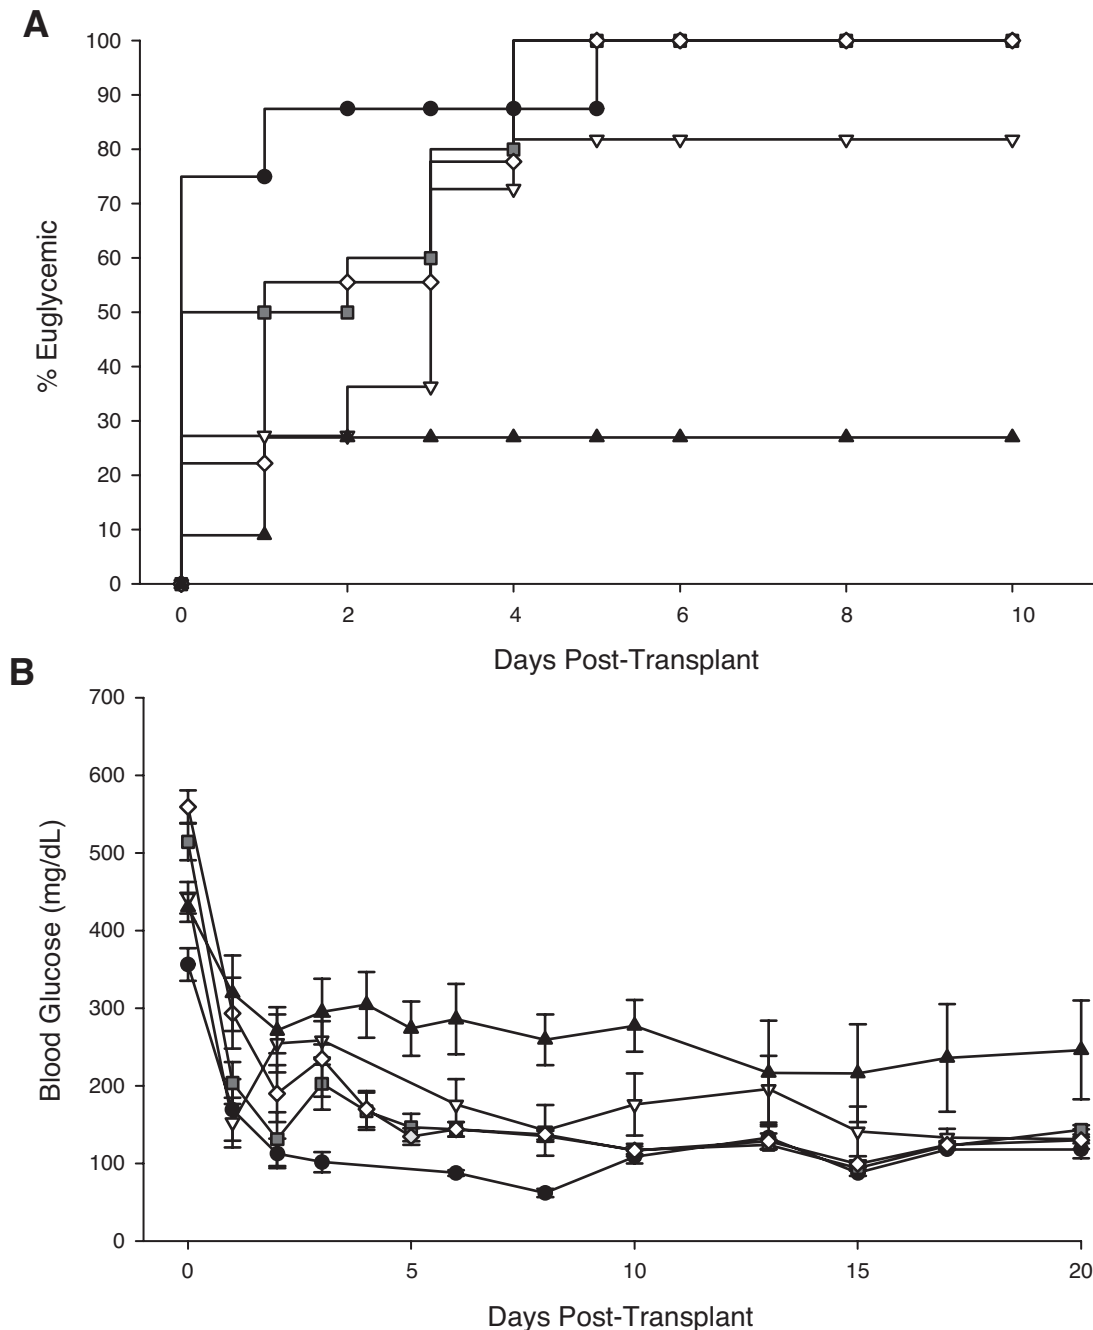 A
100
90
80
70
60
50
40
30
20
10
0
% Euglycemic
0 2 4 6 8 10
Days Post-Transplant
B
700
600
500
400
300
200
100
0
Blood Glucose (mg/dL)
0 5 10 15 20
Days Post-Transplant